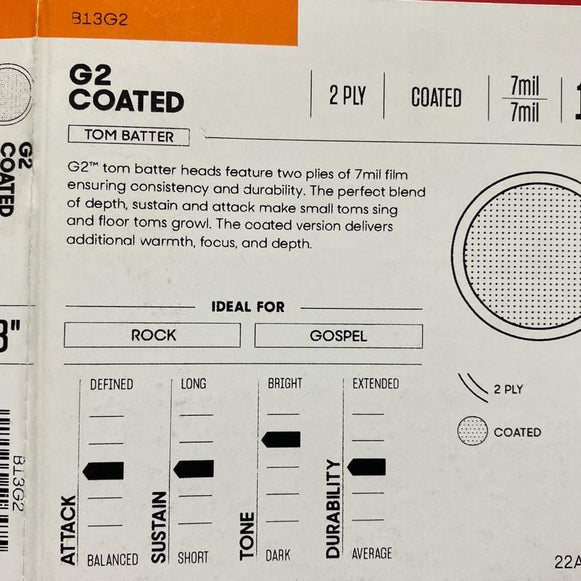 B13G2
G2
COATED
2 PLY
COATED
7mil
7mil
TOM BATTER
G2™ tom batter heads feature two plies of 7mil film
ensuring consistency and durability. The perfect blend
of depth, sustain and attack make small toms sing
and floor toms growl. The coated version delivers
additional warmth, focus, and depth.
IDEAL FOR
ROCK
GOSPEL
DEFINED
LONG
BRIGHT
EXTENDED
ATTACK
SUSTAIN
TONE
DURABILITY
BALANCED
SHORT
DARK
AVERAGE
2 PLY
COATED
G2
COATED
3"
B13G2